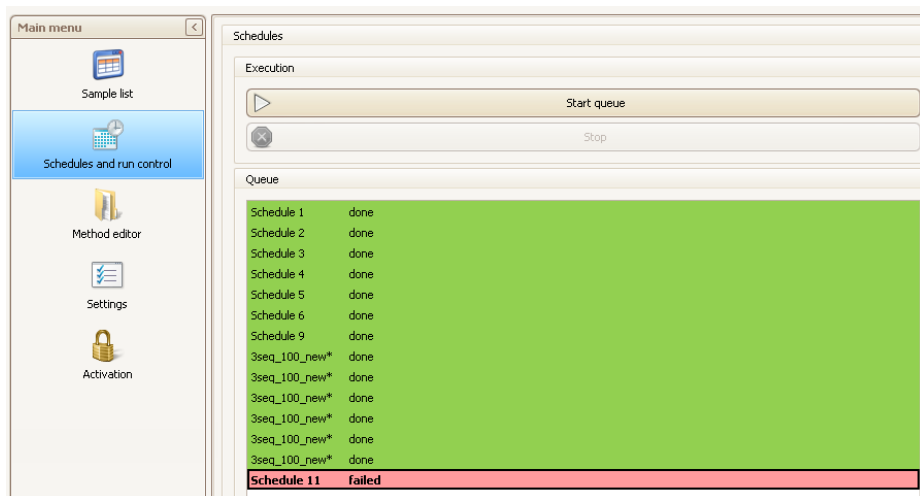 Main menu
Sample list
Schedules and run control
Method editor
Settings
Activation
Schedules
Execution
Start queue
Stop
Queue
Schedule 1 done
Schedule 2 done
Schedule 3 done
Schedule 4 done
Schedule 5 done
Schedule 6 done
Schedule 9 done
3seq_100_new* done
3seq_100_new* done
3seq_100_new* done
3seq_100_new* done
3seq_100_new* done
3seq_100_new* done
Schedule 11 failed